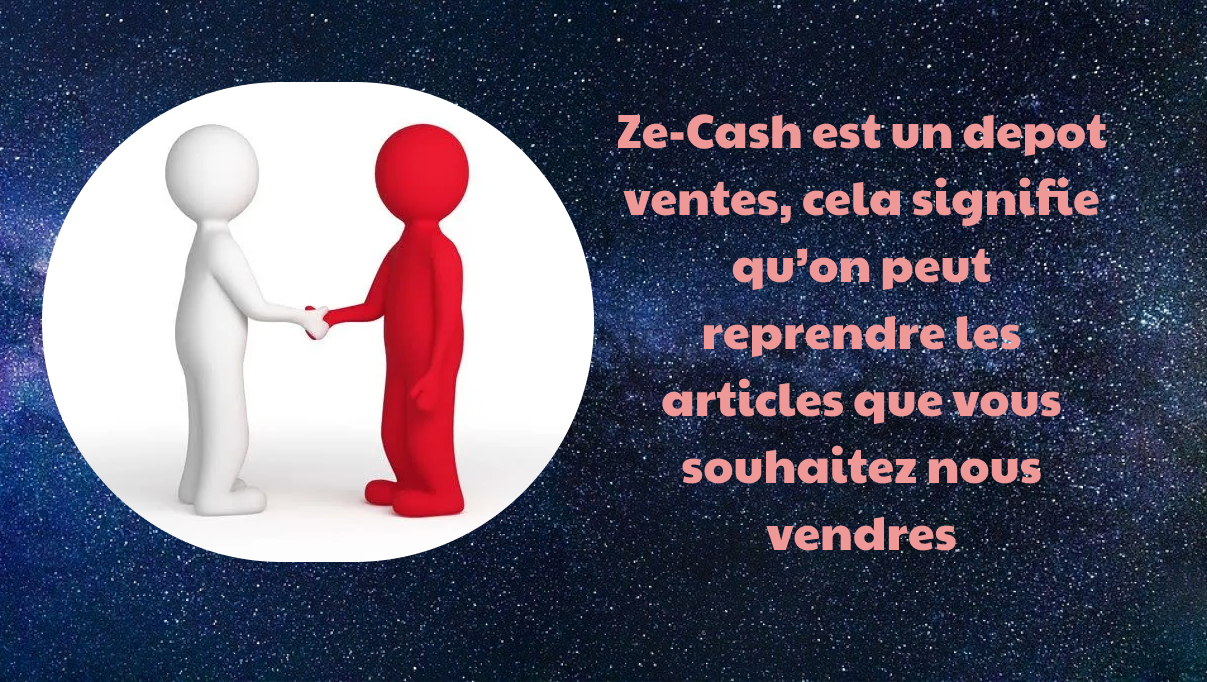 Ze-Cash est un depot
ventes, cela signifie
qu’on peut
reprendre les
articles que vous
souhaitez nous
vendres